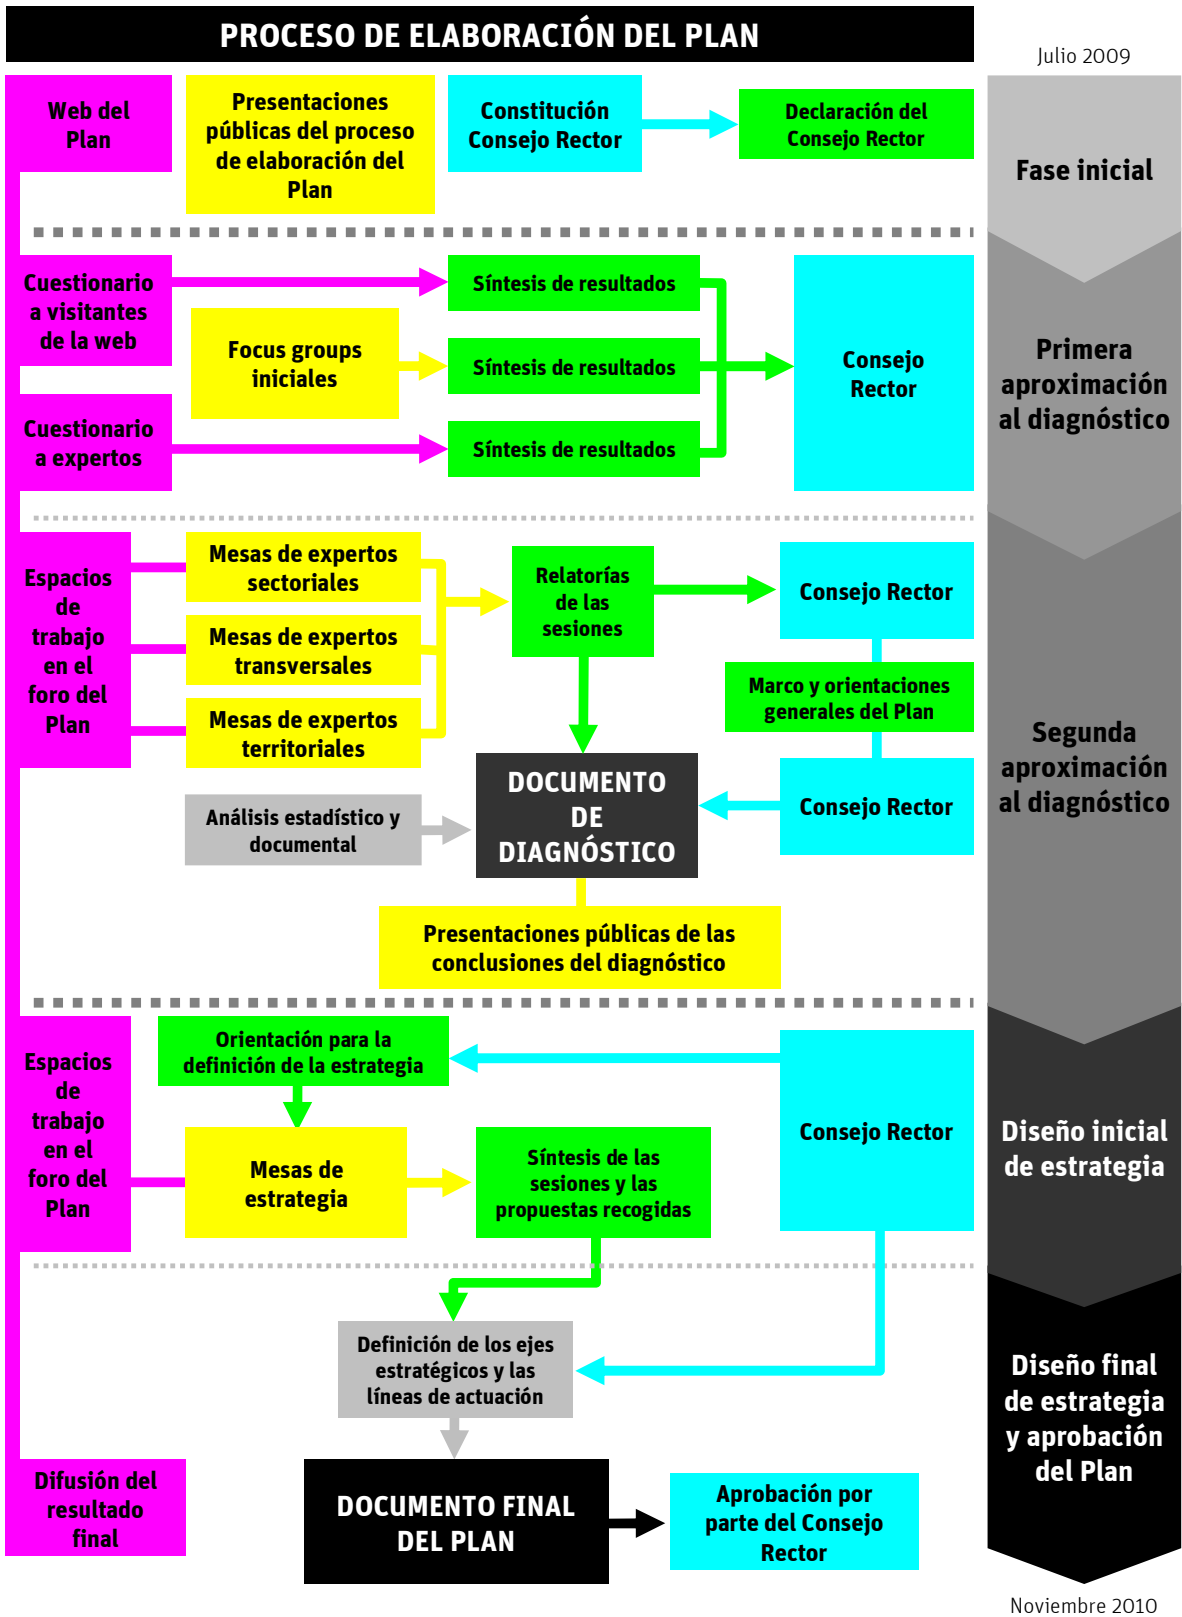 PROCESO DE ELABORACIÓN DEL PLAN
Julio 2009
Web del
Plan
Presentaciones
públicas del proceso
de elaboración del
Plan
Constitución
Consejo Rector
Declaración del
Consejo Rector
Fase inicial
Cuestionario
a visitantes
de la web
Síntesis de resultados
Focus groups
iniciales
Síntesis de resultados
Cuestionario
a expertos
Síntesis de resultados
Consejo
Rector
Primera
aproximación
al diagnóstico
Espacios
de
trabajo
en el
foro del
Plan
Mesas de expertos
sectoriales
Mesas de expertos
transversales
Mesas de expertos
territoriales
Relatorías
de las
sesiones
Consejo Rector
Marco y orientaciones
generales del Plan
Consejo Rector
Análisis estadístico y
documental
DOCUMENTO
DE
DIAGNÓSTICO
Presentaciones públicas de las
conclusiones del diagnóstico
Segunda
aproximación
al diagnóstico
Espacios
de
trabajo
en el
foro del
Plan
Orientación para la
definición de la estrategia
Mesas de
estrategia
Síntesis de las
sesiones y las
propuestas recogidas
Consejo Rector
Diseño inicial
de estrategia
Definición de los ejes
estratégicos y las
líneas de actuación
Diseño final
de estrategia
y aprobación
del Plan
Difusión del
resultado
final
DOCUMENTO FINAL
DEL PLAN
Aprobación por
parte del Consejo
Rector
Noviembre 2010